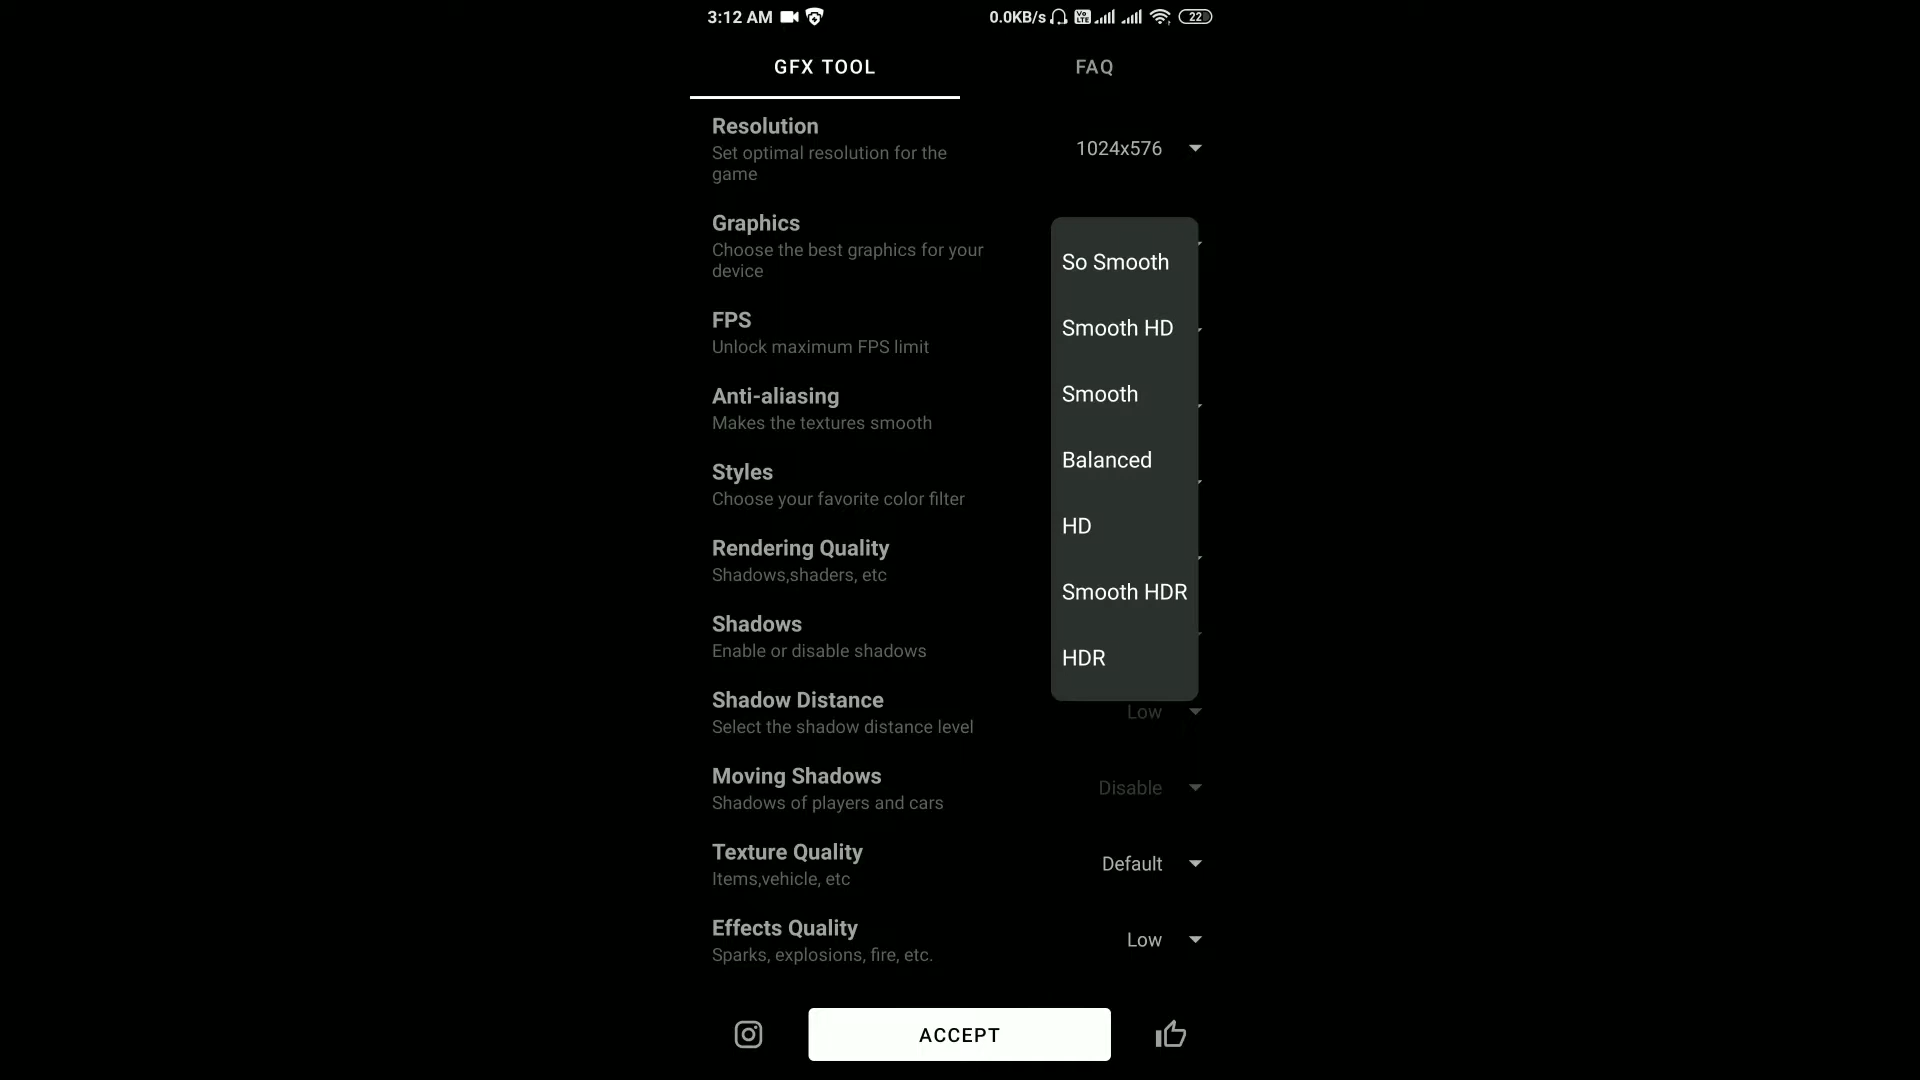 3:12 AM 0.0KB/s Vo LTE 22
GFX TOOL FAQ
Resolution
Set optimal resolution for the
game
1024x576
Graphics
Choose the best graphics for your
device
FPS
Unlock maximum FPS limit
Anti-aliasing
Makes the textures smooth
Styles
Choose your favorite color filter
Rendering Quality
Shadows,shaders, etc
Shadows
Enable or disable shadows
So Smooth
Smooth HD
Smooth
Balanced
HD
Smooth HDR
HDR
Shadow Distance
Select the shadow distance level
Low
Moving Shadows
Shadows of players and cars
Disable
Texture Quality
Items,vehicle, etc
Default
Effects Quality
Sparks, explosions, fire, etc.
Low
ACCEPT